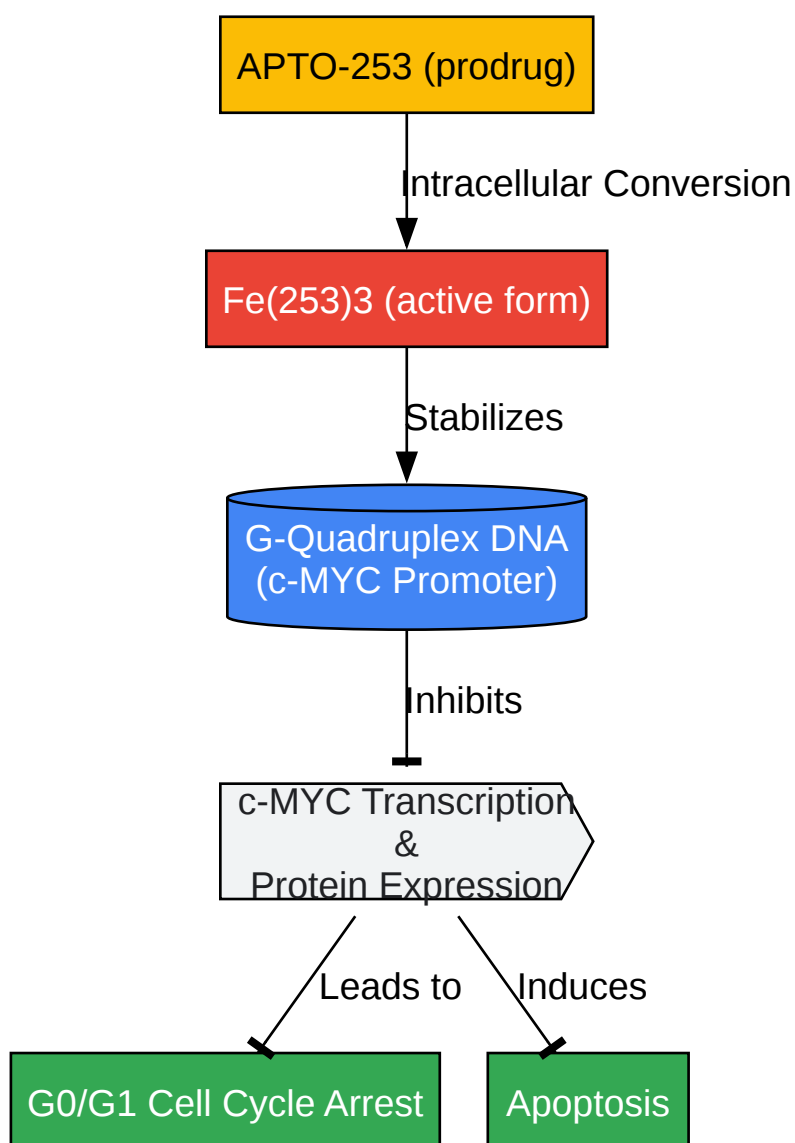 APTO-253 (prodrug)
Intracellular Conversion
Fe(253)3 (active form)
Stabilizes
G-Quadruplex DNA
(c-MYC Promoter)
Inhibits
c-MYC Transcription
&
Protein Expression
Leads to
Induces
G0/G1 Cell Cycle Arrest
Apoptosis